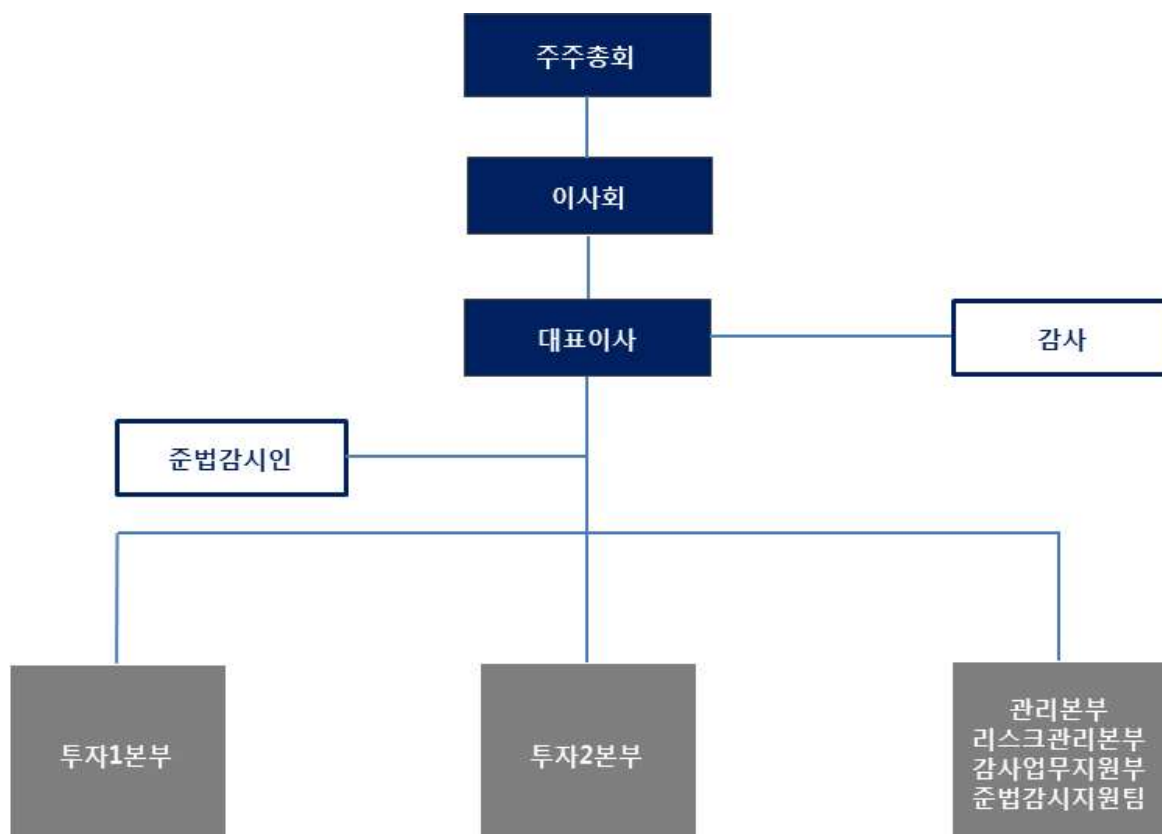 주주총회
이사회
대표이사
감사
준법감시인
투자1본부
투자2본부
관리본부
리스크관리본부
감사업무지원부
준법감시지원팀